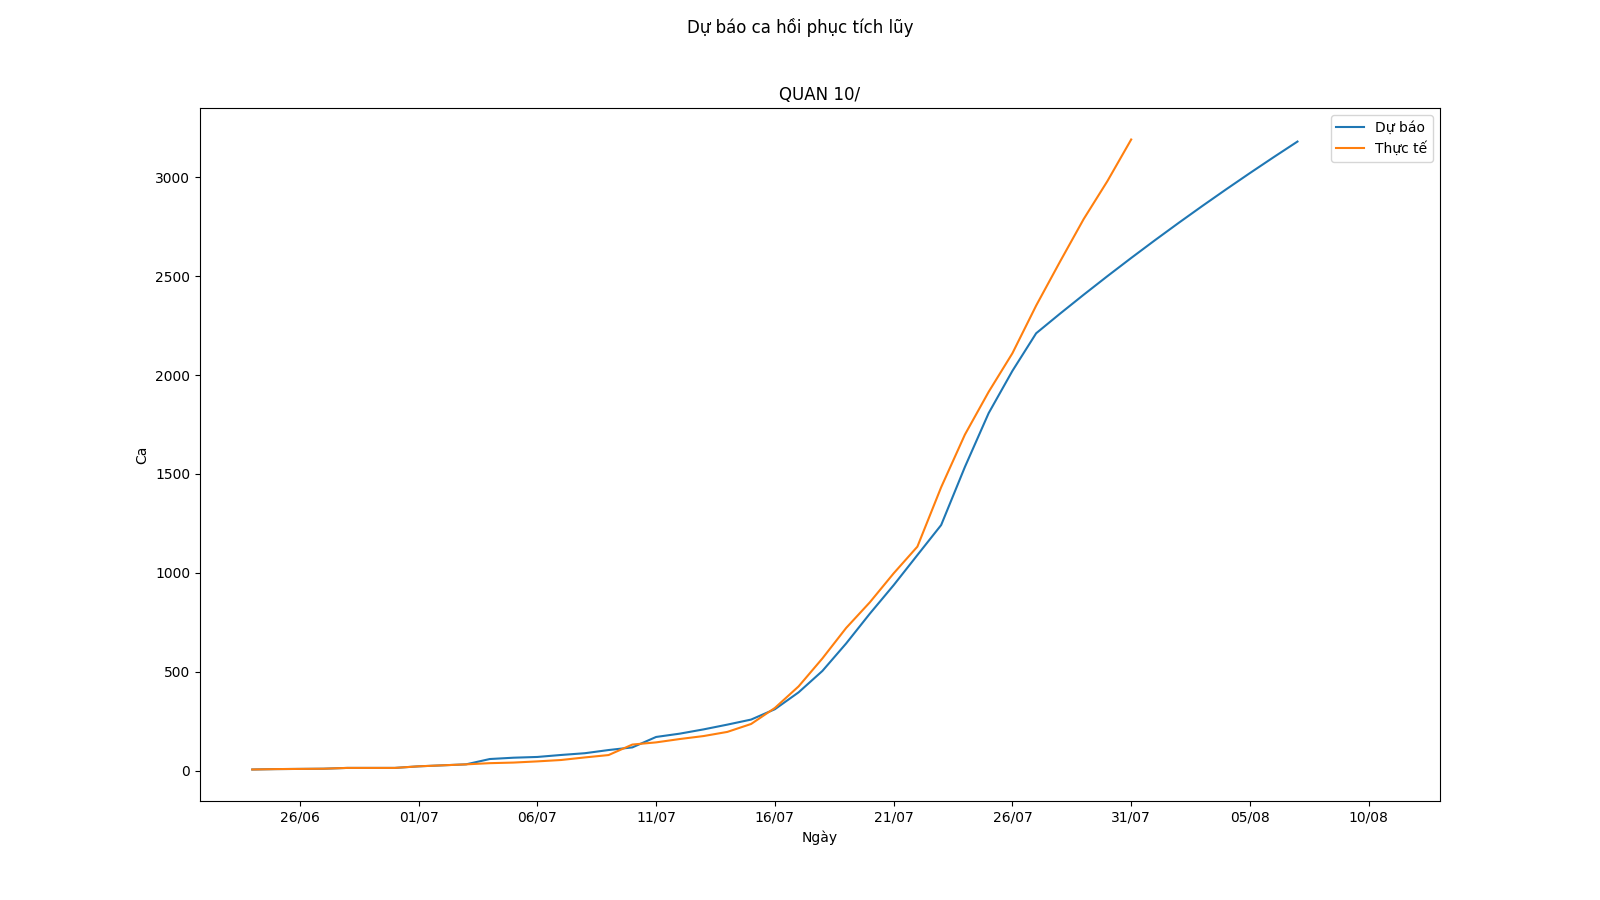 Dự báo ca hồi phục tích lũy
QUAN 10/
Dự báo
Thực tế
3000
2500
2000
1500
1000
500
0
Ca
26/06
01/07
06/07
11/07
16/07
21/07
26/07
31/07
05/08
10/08
Ngày